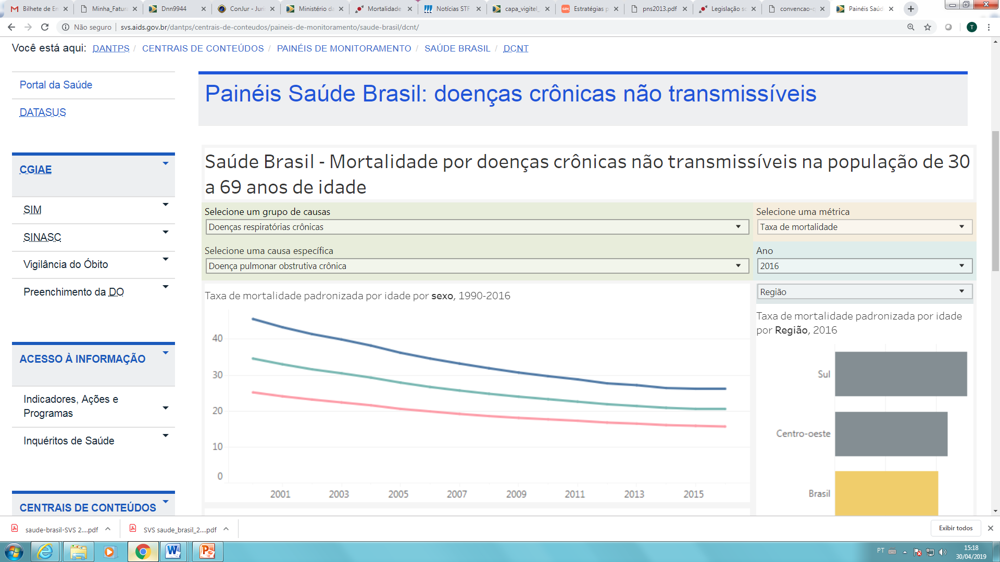 Bilhete de En
Minha_Fatura
Dnn9944
ConJur - Juri
Ministério da
Mortalidade
Notícias STF
capa_vigitel_
Estratégias p
pns2013.pdf
Legislação so
convencao-q
Painéis Saúd
Não seguro | svs.aids.gov.br/dantps/centrais-de-conteudos/paineis-de-monitoramento/saude-brasil/dcnt/
T
Você está aqui: DANTPS / CENTRAIS DE CONTEÚDOS / PAINÉIS DE MONITORAMENTO / SAÚDE BRASIL / DCNT
Portal da Saúde
DATASUS
CGIAE
SIM
SINASC
Vigilância do Óbito
Preenchimento da DO
ACESSO À INFORMAÇÃO
Indicadores, Ações e
Programas
Inquéritos de Saúde
CENTRAIS DE CONTEÚDOS
Painéis Saúde Brasil: doenças crônicas não transmissíveis
Saúde Brasil - Mortalidade por doenças crônicas não transmissíveis na população de 30
a 69 anos de idade
Selecione um grupo de causas
Doenças respiratórias crônicas
Selecione uma causa específica
Doença pulmonar obstrutiva crônica
Selecione uma métrica
Taxa de mortalidade
Ano
2016
Região
Taxa de mortalidade padronizada por idade por sexo, 1990-2016
40
30
20
10
0
2001 2003 2005 2007 2009 2011 2013 2015
Taxa de mortalidade padronizada por idade
por Região, 2016
Sul
Centro-oeste
Brasil
saude-brasil-SVS 2....pdf
SVS saude_brasil_2....pdf
Exibir todos
PT
15:18
30/04/2019